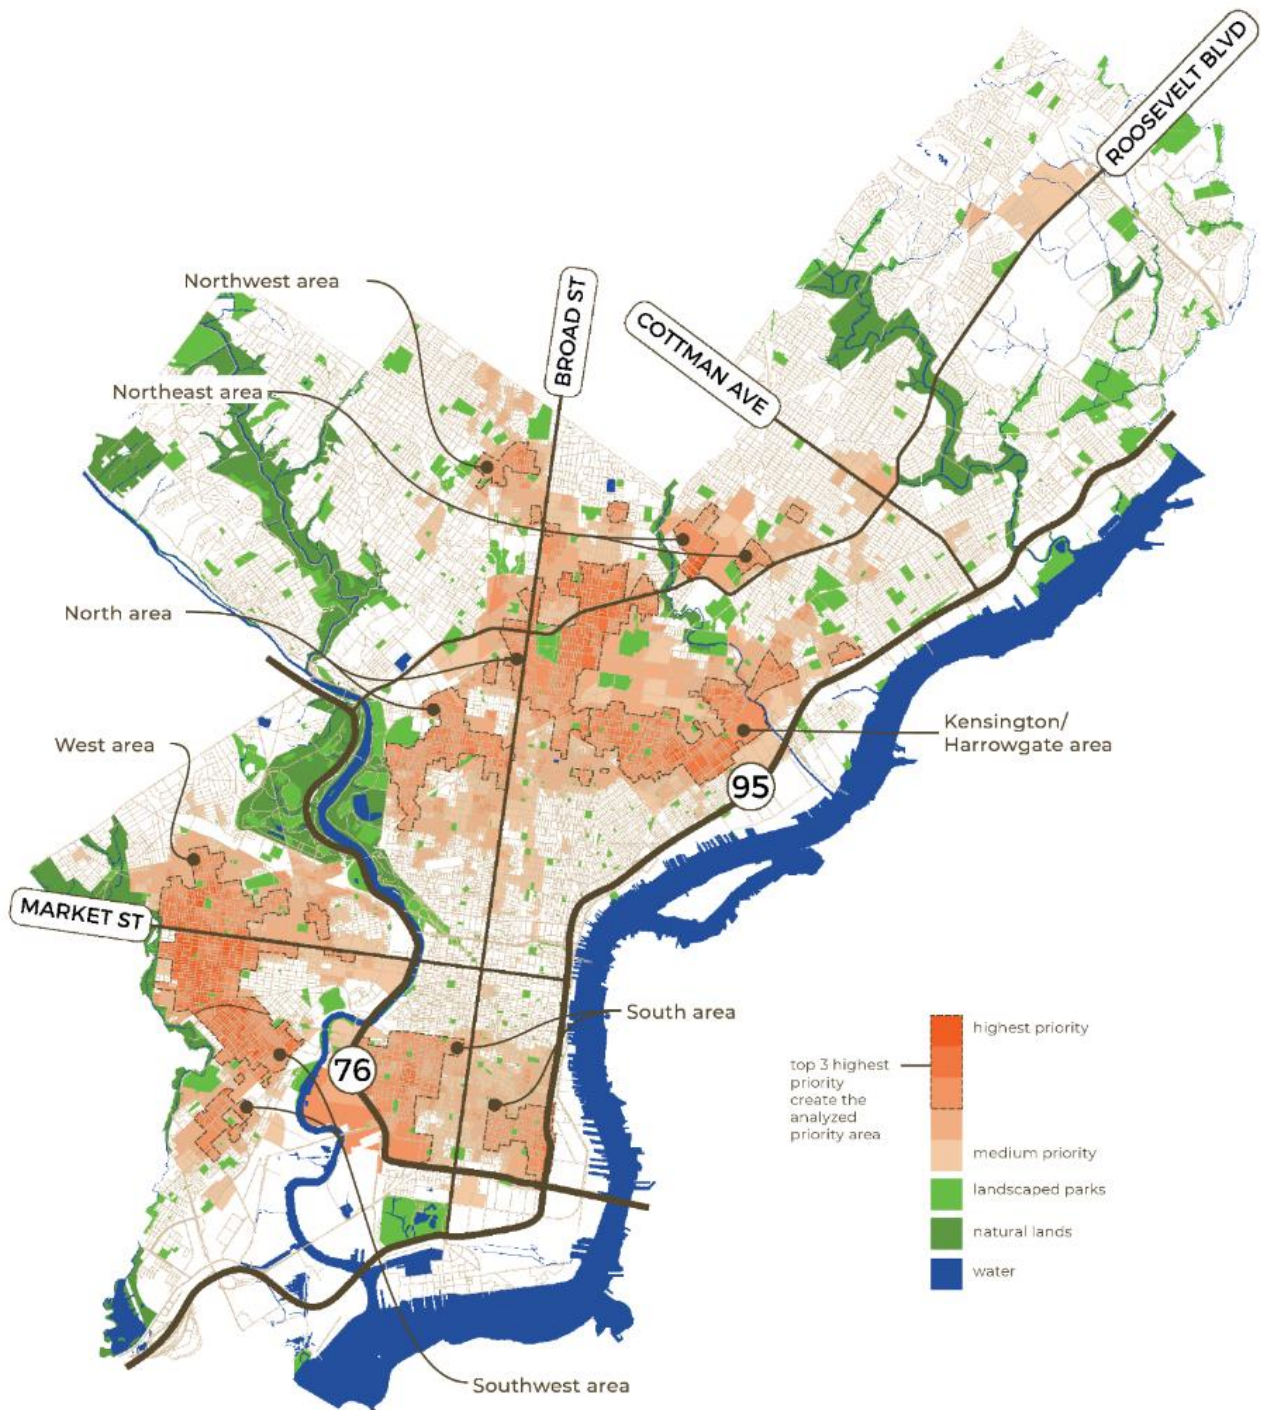 ROOSEVELT BLVD
Northwest area
BROAD ST
COTTMAN AVE
Northeast area
North area
West area
Kensington/
Harrowgate area
95
MARKET ST
South area
76
highest priority
top 3 highest
priority
create the
analyzed
priority area
medium priority
landscaped parks
natural lands
water
Southwest area